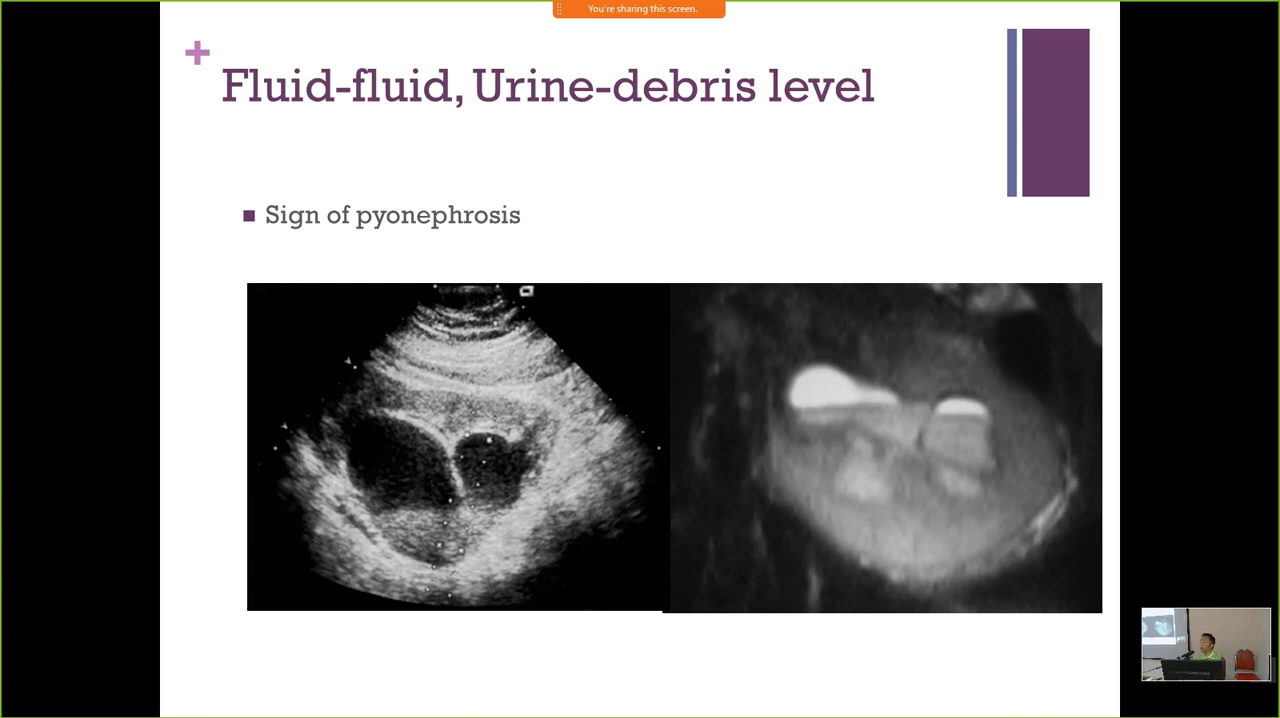 You're sharing this screen.
Fluid-fluid, Urine-debris level
Sign of pyonephrosis